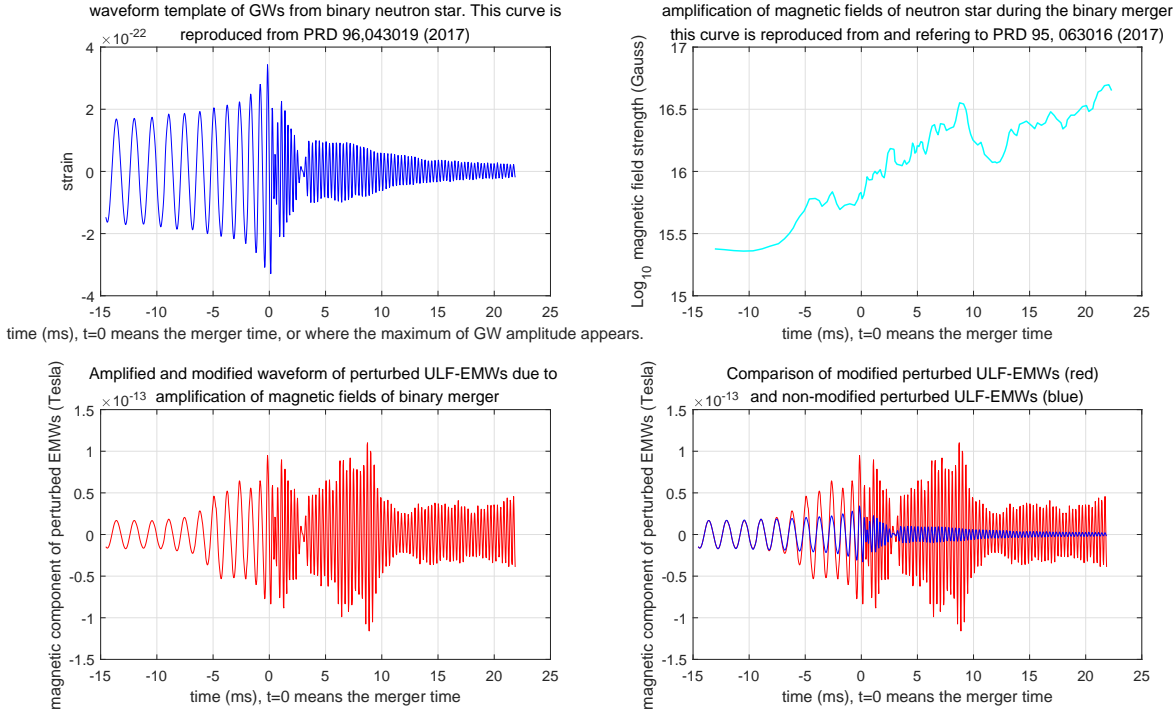 waveform template of GWs from binary neutron star. This curve is
reproduced from PRD 96,043019 (2017)
×10^-22
4
2
0
-2
-4
strain
-15 -10 -5 0 5 10 15 20 25
time (ms), t=0 means the merger time, or where the maximum of GW amplitude appears.
amplification of magnetic fields of neutron star during the binary merger
this curve is reproduced from and refering to PRD 95, 063016 (2017)
17
16.5
16
15.5
15
Log_10 magnetic field strength (Gauss)
-15 -10 -5 0 5 10 15 20 25
time (ms), t=0 means the merger time
Amplified and modified waveform of perturbed ULF-EMWs due to
amplification of magnetic fields of binary merger
×10^-13
1.5
1
0.5
0
-0.5
-1
-1.5
magnetic component of perturbed EMWs (Tesla)
-15 -10 -5 0 5 10 15 20 25
time (ms), t=0 means the merger time
Comparison of modified perturbed ULF-EMWs (red)
and non-modified perturbed ULF-EMWs (blue)
×10^-13
1.5
1
0.5
0
-0.5
-1
-1.5
magnetic component of perturbed EMWs (Tesla)
-15 -10 -5 0 5 10 15 20 25
time (ms), t=0 means the merger time